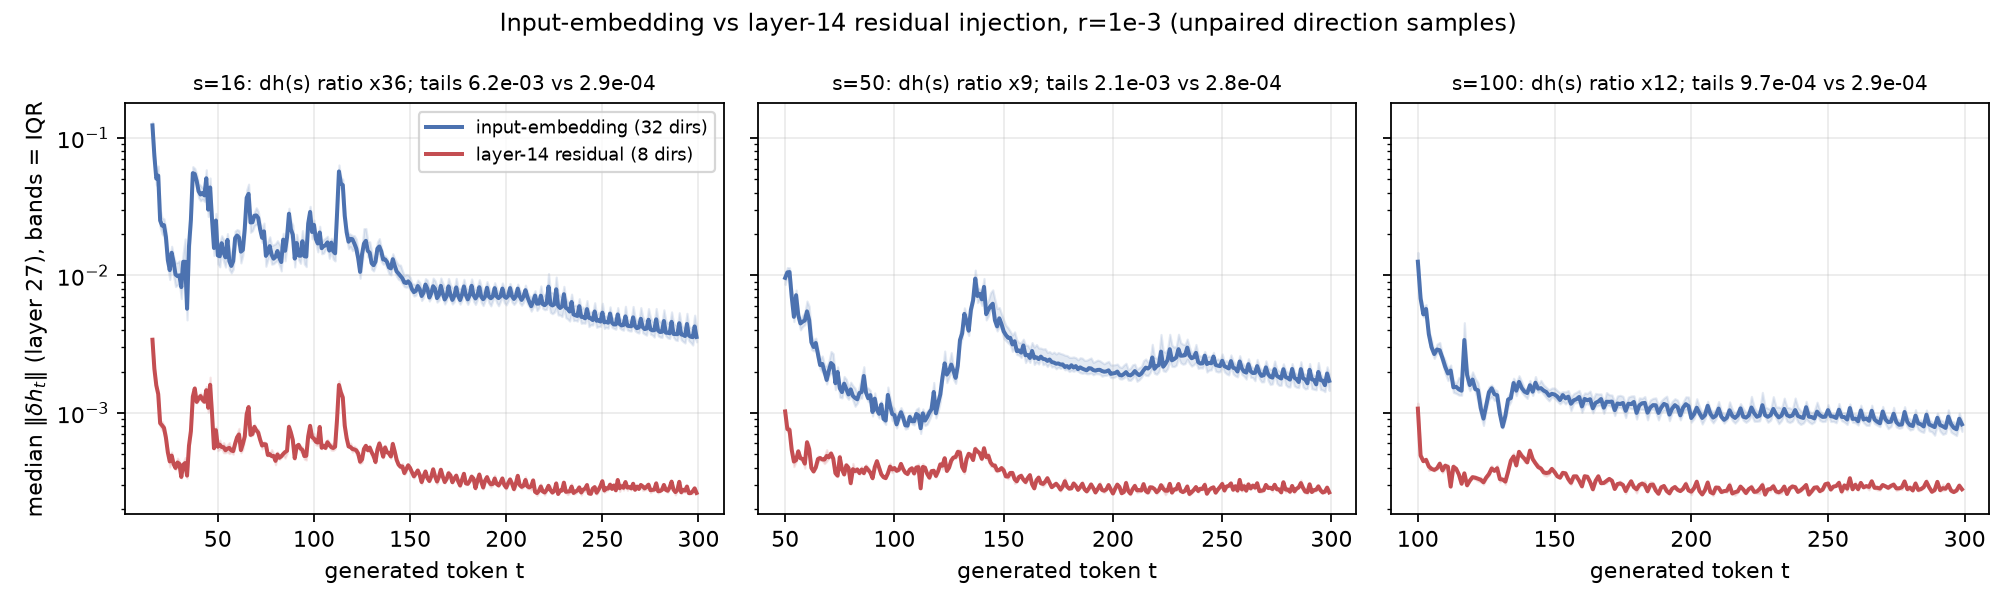 Input-embedding vs layer-14 residual injection, r=1e-3 (unpaired direction samples)
s=16: dh(s) ratio x36; tails 6.2e-03 vs 2.9e-04
s=50: dh(s) ratio x9; tails 2.1e-03 vs 2.8e-04
s=100: dh(s) ratio x12; tails 9.7e-04 vs 2.9e-04
median ‖δh_t‖ (layer 27), bands = IQR
10⁻¹
10⁻²
10⁻³
input-embedding (32 dirs)
layer-14 residual (8 dirs)
50 100 150 200 250 300
50 100 150 200 250 300
100 150 200 250 300
generated token t
generated token t
generated token t